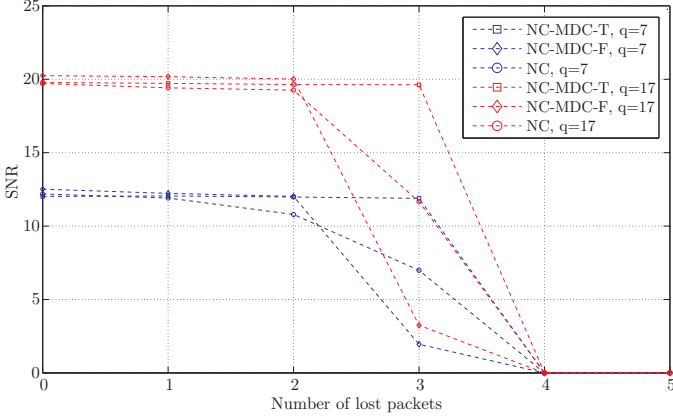 25
20
15
10
5
0
SNR
0
1
2
3
4
5
Number of lost packets
NC-MDC-T, q=7
NC-MDC-F, q=7
NC, q=7
NC-MDC-T, q=17
NC-MDC-F, q=17
NC, q=17